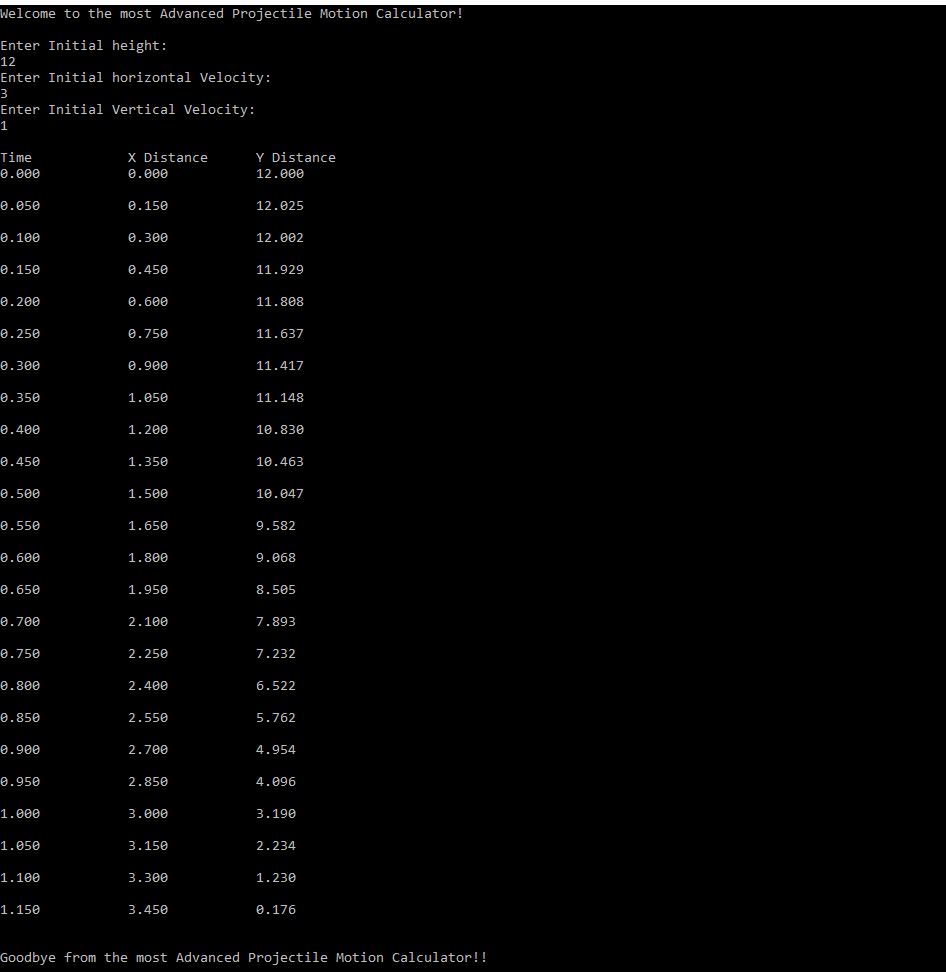 Welcome to the most Advanced Projectile Motion Calculator!
Enter Initial height:
12
Enter Initial horizontal Velocity:
3
Enter Initial Vertical Velocity:
1
Time X Distance Y Distance
0.000 0.000 12.000
0.050 0.150 12.025
0.100 0.300 12.002
0.150 0.450 11.929
0.200 0.600 11.808
0.250 0.750 11.637
0.300 0.900 11.417
0.350 1.050 11.148
0.400 1.200 10.830
0.450 1.350 10.463
0.500 1.500 10.047
0.550 1.650 9.582
0.600 1.800 9.068
0.650 1.950 8.505
0.700 2.100 7.893
0.750 2.250 7.232
0.800 2.400 6.522
0.850 2.550 5.762
0.900 2.700 4.954
0.950 2.850 4.096
1.000 3.000 3.190
1.050 3.150 2.234
1.100 3.300 1.230
1.150 3.450 0.176
Goodbye from the most Advanced Projectile Motion Calculator!!